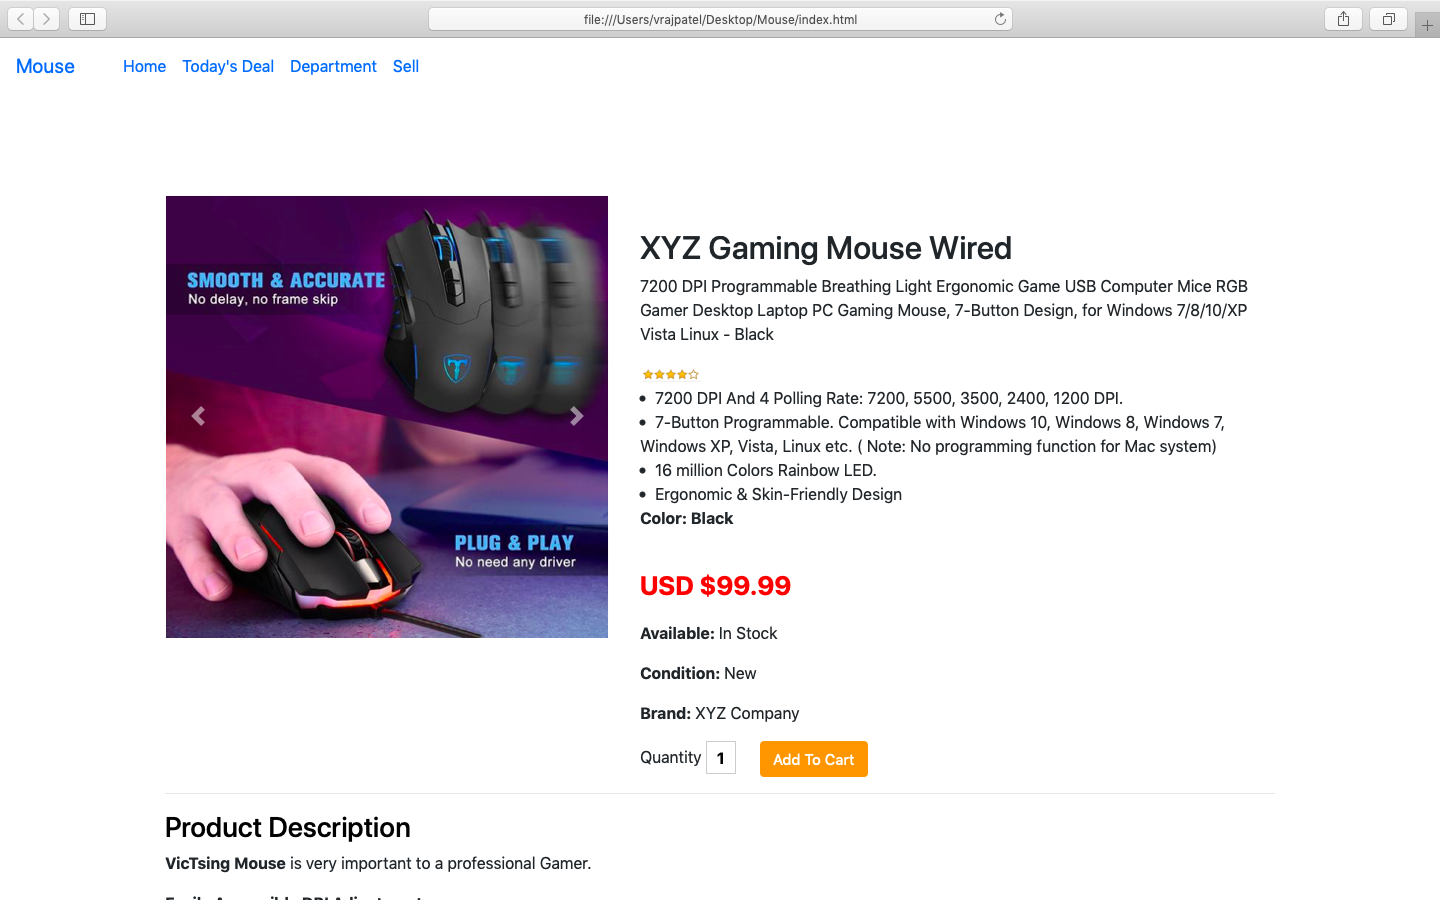 file:///Users/vrajpatel/Desktop/Mouse/index.html
Mouse Home Today's Deal Department Sell
SMOOTH & ACCURATE
No delay, no frame skip
PLUG & PLAY
No need any driver
XYZ Gaming Mouse Wired
7200 DPI Programmable Breathing Light Ergonomic Game USB Computer Mice RGB
Gamer Desktop Laptop PC Gaming Mouse, 7-Button Design, for Windows 7/8/10/XP
Vista Linux - Black
• 7200 DPI And 4 Polling Rate: 7200, 5500, 3500, 2400, 1200 DPI.
• 7-Button Programmable. Compatible with Windows 10, Windows 8, Windows 7,
Windows XP, Vista, Linux etc. ( Note: No programming function for Mac system)
• 16 million Colors Rainbow LED.
• Ergonomic & Skin-Friendly Design
Color: Black
USD $99.99
Available: In Stock
Condition: New
Brand: XYZ Company
Quantity 1 Add To Cart
Product Description
VicTsing Mouse is very important to a professional Gamer.